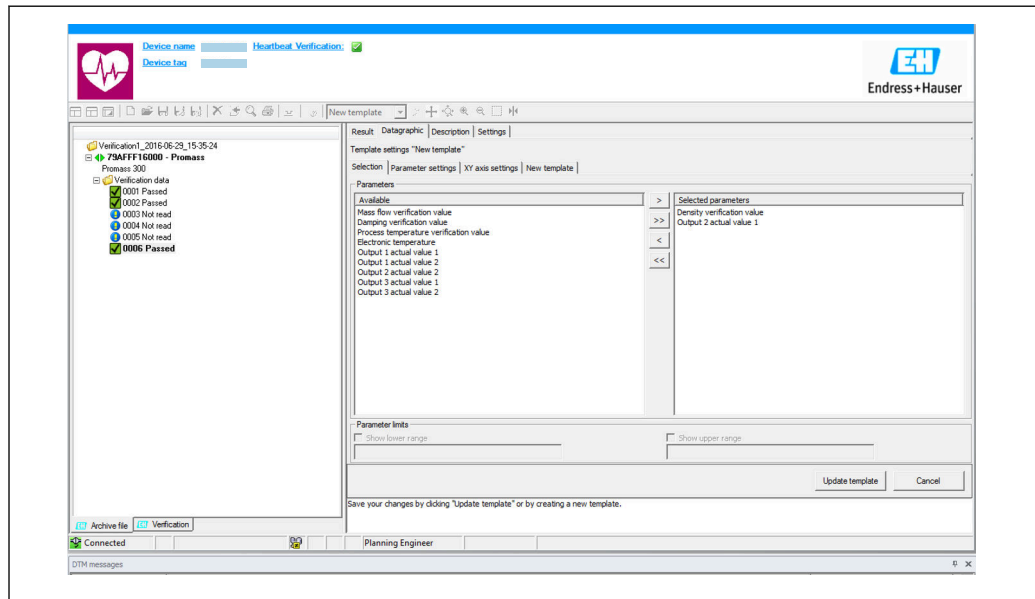 Device name Heartbeat Verification:
Device tag
EH
Endress+Hauser
New template
Result Datagraphic Description Settings
Verification1_2016-06-29_15-35-24
79AFFF16000 - Promass
Promass 300
Verification data
0001 Passed
0002 Passed
0003 Not read
0004 Not read
0005 Not read
0006 Passed
Template settings "New template"
Selection Parameter settings XY axis settings New template
Parameters
Available
Mass flow verification value
Damping verification value
Process temperature verification value
Electronic temperature
Output 1 actual value 1
Output 1 actual value 2
Output 2 actual value 2
Output 3 actual value 1
Output 3 actual value 2
>
>>
<
<<
Selected parameters
Density verification value
Output 2 actual value 1
Parameter limits
Show lower range Show upper range
Update template Cancel
Save your changes by clicking "Update template" or by creating a new template.
EH Archive file EH Verification
Connected Planning Engineer
DTM messages